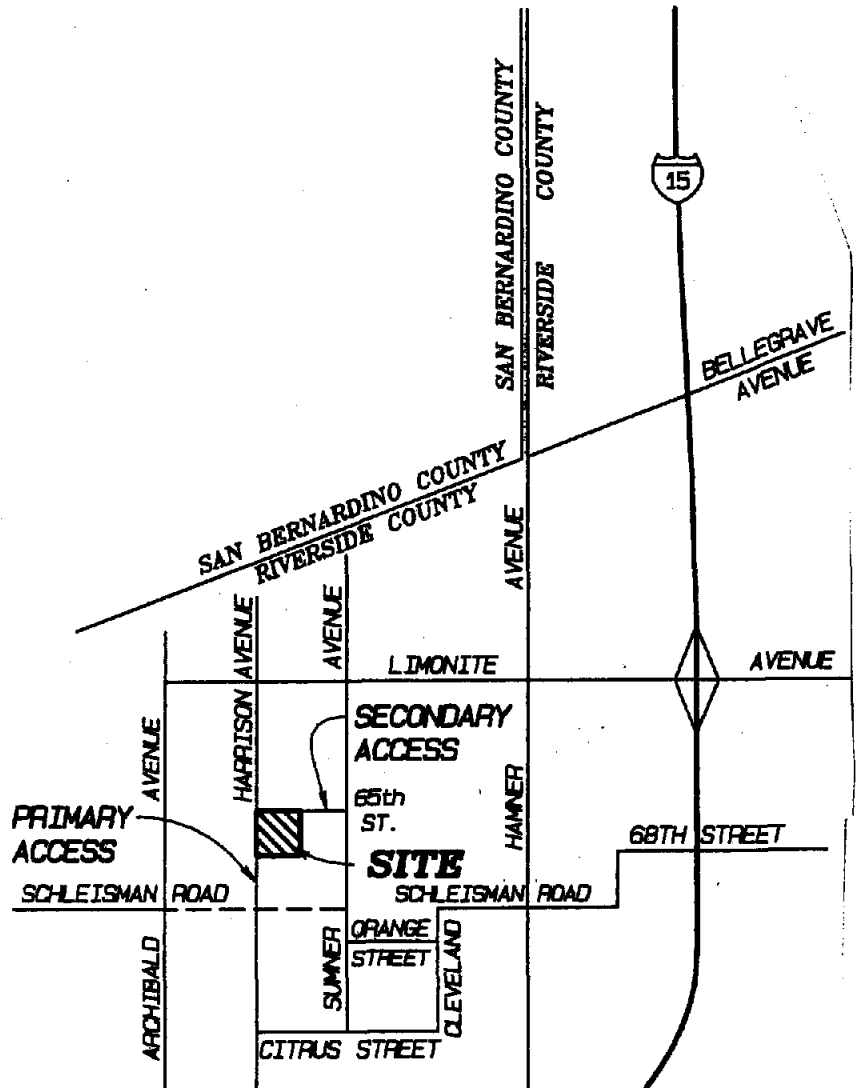 SAN BERNARDINO COUNTY
RIVERSIDE COUNTY
15
BELLEGRAVE
AVENUE
SAN BERNARDINO COUNTY
RIVERSIDE COUNTY
AVENUE
HARRISON AVENUE
AVENUE
LIMONITE
AVENUE
AVENUE
SECONDARY
ACCESS
65th
ST.
PRIMARY
ACCESS
SITE
HAMNER
68TH STREET
SCHLEISMAN ROAD
SCHLEISMAN ROAD
ORANGE
STREET
SUMNER
CLEVELAND
ARCHIBALD
CITRUS STREET